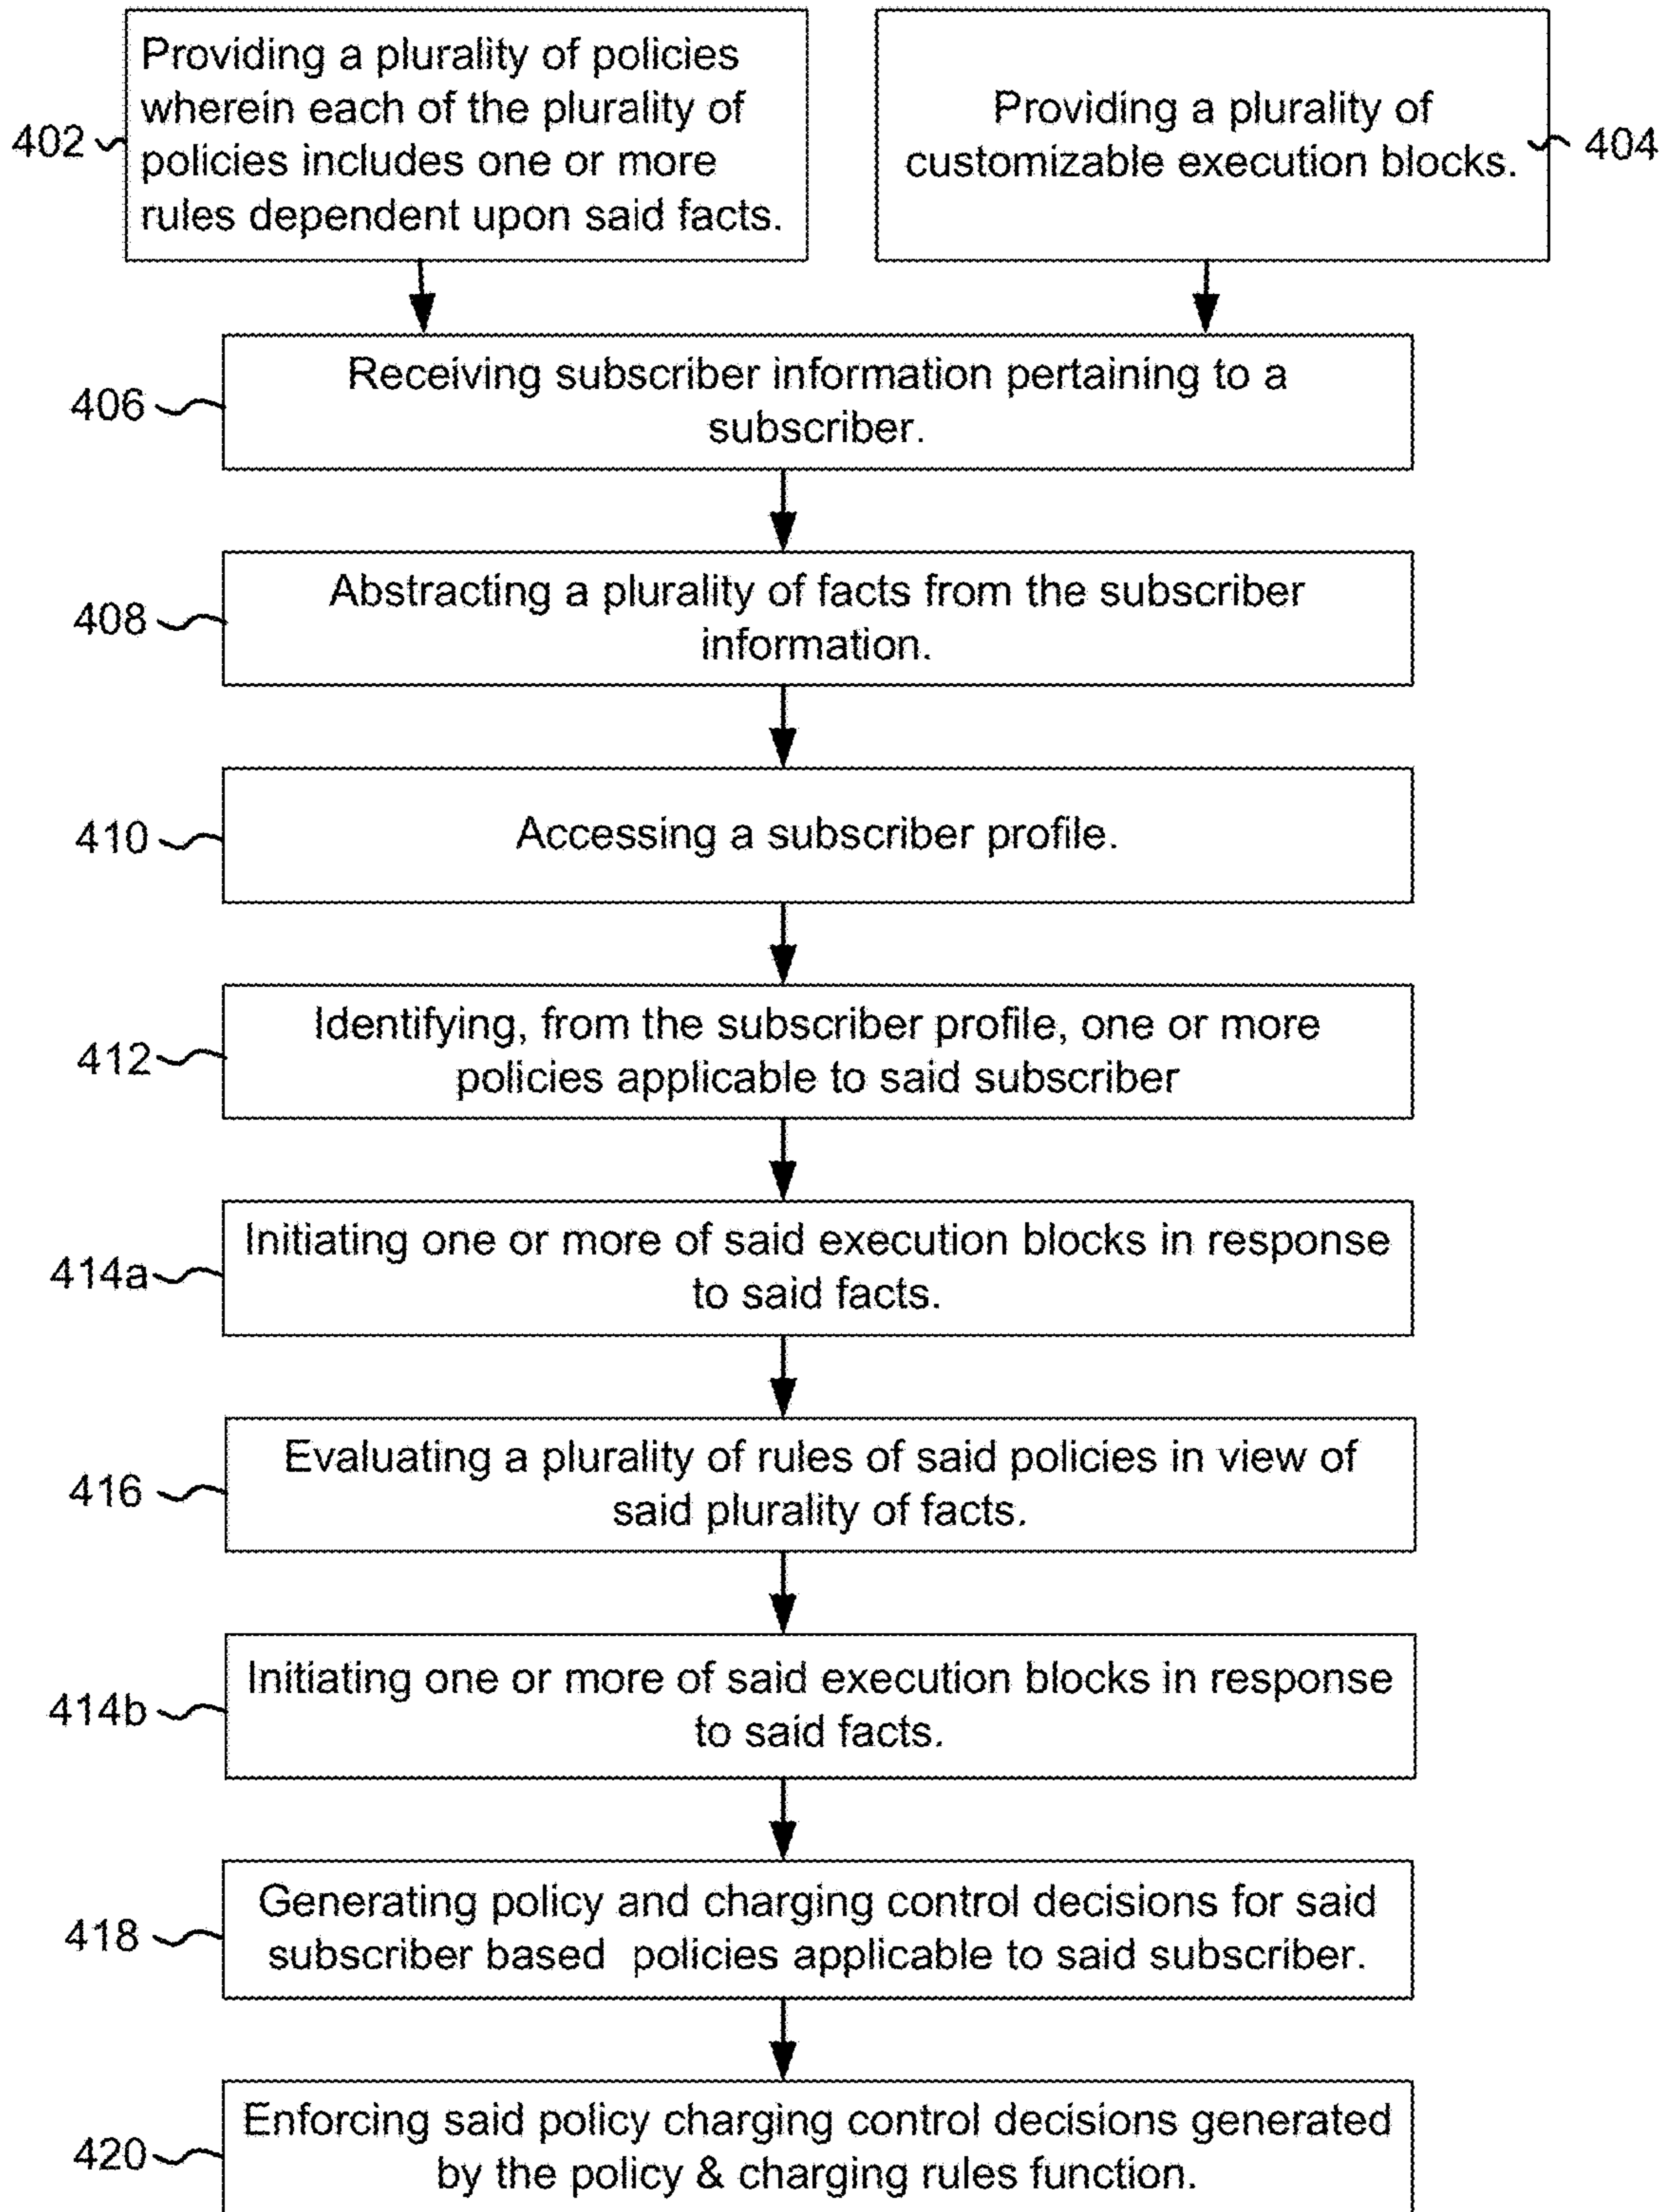 Providing a plurality of policies
wherein each of the plurality of
402
policies includes one or more
rules dependent upon said facts.
Providing a plurality of
customizable execution blocks.
404
Receiving subscriber information pertaining to a
406
subscriber.
Abstracting a plurality of facts from the subscriber
408
information.
410
Accessing a subscriber profile.
Identifying, from the subscriber profile, one or more
412
policies applicable to said subscriber
Initiating one or more of said execution blocks in response
414a
to said facts.
Evaluating a plurality of rules of said policies in view of
416
said plurality of facts.
Initiating one or more of said execution blocks in response
414b
to said facts.
Generating policy and charging control decisions for said
418
subscriber based policies applicable to said subscriber.
Enforcing said policy charging control decisions generated
420
by the policy & charging rules function.